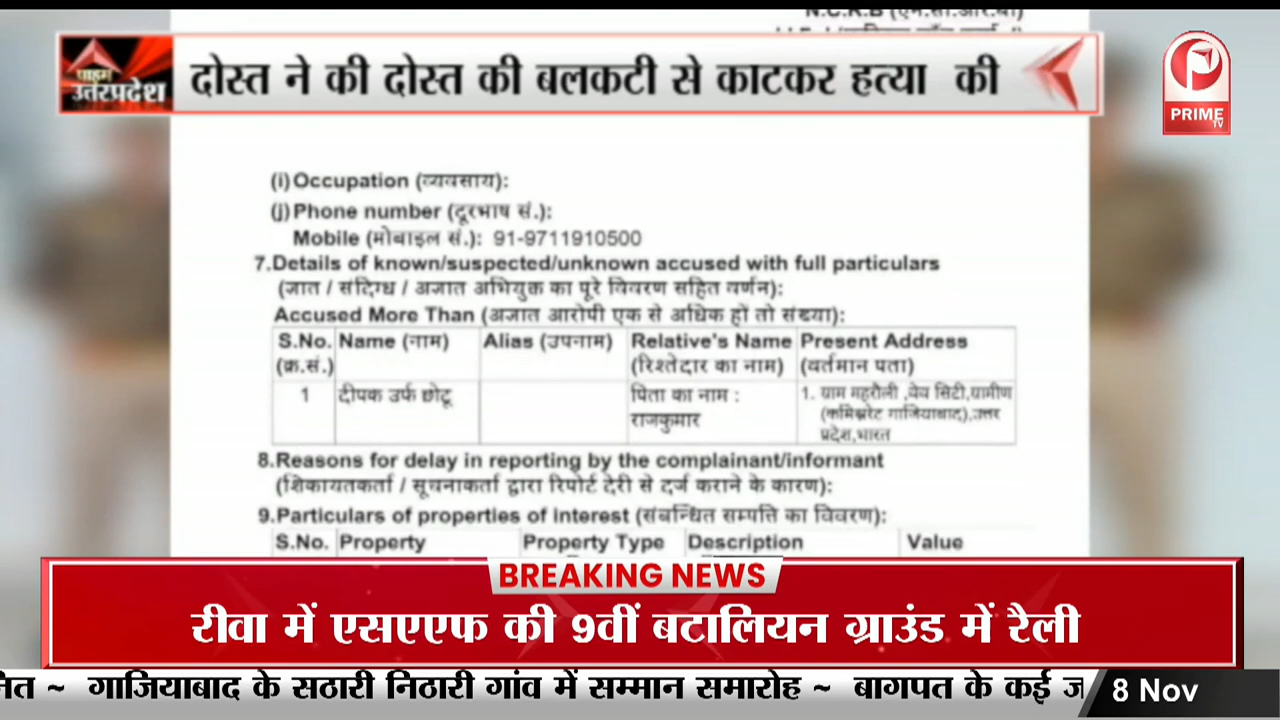 N.C.R.B (एन.सी.आर.बी)
प्राइम
उत्तरप्रदेश
दोस्त ने की दोस्त की बलकटी से काटकर हत्या की
PRIME
TV
(i) Occupation (व्यवसाय):
(j) Phone number (दूरभाष सं.):
Mobile (मोबाइल सं.): 91-9711910500
7. Details of known/suspected/unknown accused with full particulars
(ज्ञात / संदिग्ध / अज्ञात अभियुक्त का पूरे विवरण सहित वर्णन):
Accused More Than (अज्ञात आरोपी एक से अधिक हों तो संख्या):
S.No. Name (नाम) Alias (उपनाम) Relative's Name Present Address
(क्र.सं.) (रिश्तेदार का नाम) (वर्तमान पता)
1 दीपक उर्फ छोटू पिता का नाम : 1. ग्राम महरौली ,वेव सिटी,ग्रामीण
राजकुमार (कमिश्नरेट गाजियाबाद),उत्तर
प्रदेश,भारत
8. Reasons for delay in reporting by the complainant/informant
(शिकायतकर्ता / सूचनाकर्ता द्वारा रिपोर्ट देरी से दर्ज कराने के कारण):
9. Particulars of properties of interest (संबन्धित सम्पत्ति का विवरण):
S.No. Property Property Type Description Value
BREAKING NEWS
रीवा में एसएएफ की 9वीं बटालियन ग्राउंड में रैली
~ गाजियाबाद के सठारी निठारी गांव में सम्मान समारोह ~ बागपत के कई
8 Nov